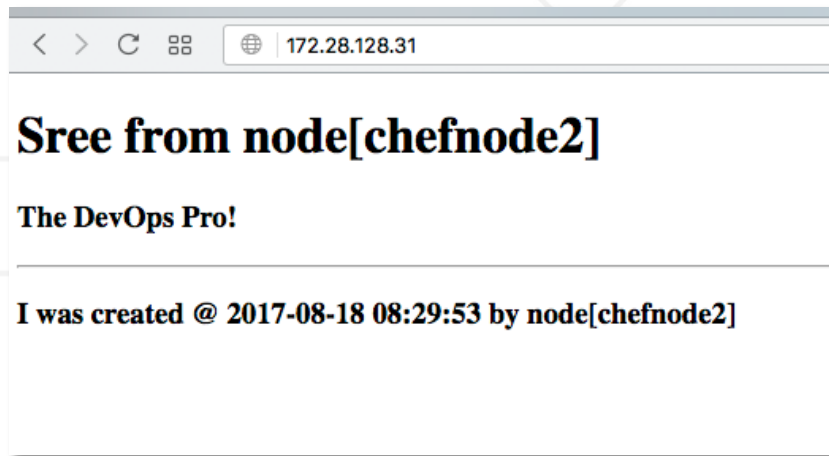 172.28.128.31
Sree from node[chefnode2]
The DevOps Pro!
I was created @ 2017-08-18 08:29:53 by node[chefnode2]